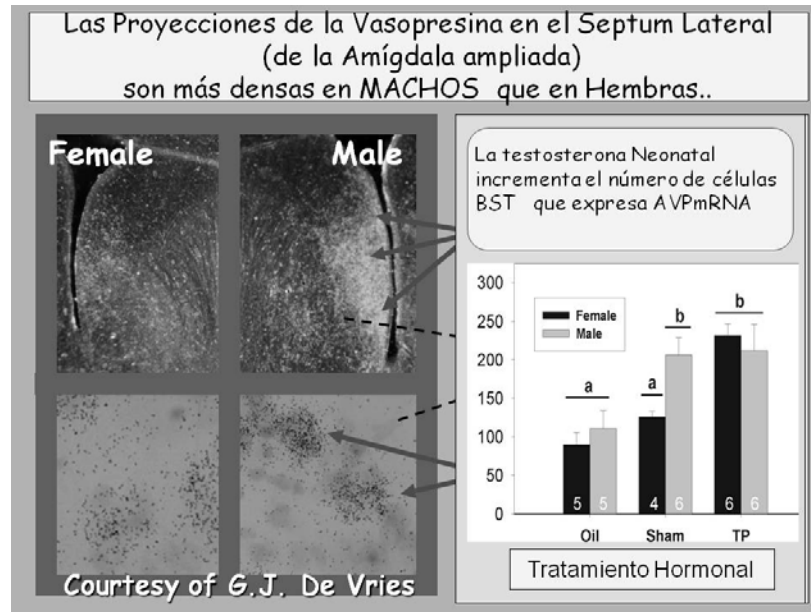 Las Proyecciones de la Vasopresina en el Septum Lateral
(de la Amígdala ampliada)
son más densas en MACHOS que en Hembras..
Female
Male
Courtesy of G.J. De Vries
La testosterona Neonatal
incrementa el número de células
BST que expresa AVPmRNA
300
250
200
150
100
50
0
Female
Male
a
a
b
b
5
5
4
6
6
6
Oil
Sham
TP
Tratamiento Hormonal